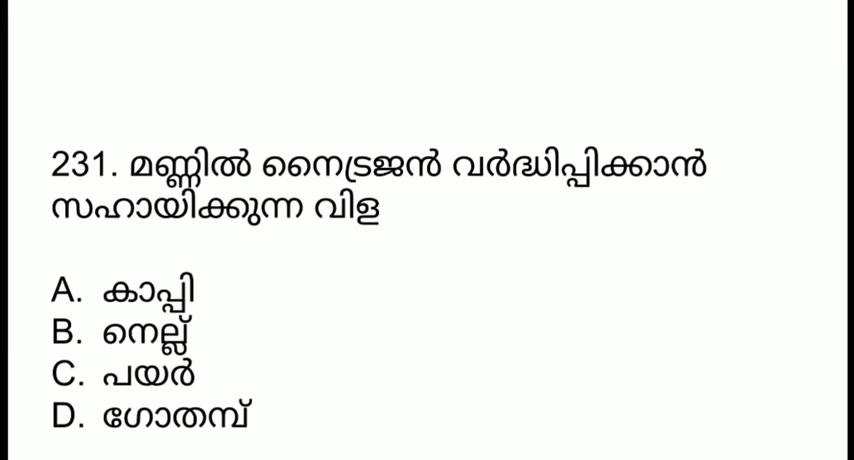 231. മണ്ണിൽ നൈട്രജൻ വർദ്ധിപ്പിക്കാൻ
സഹായിക്കുന്ന വിള
A. കാപ്പി
B. നെല്ല്
C. പയർ
D. ഗോതമ്പ്